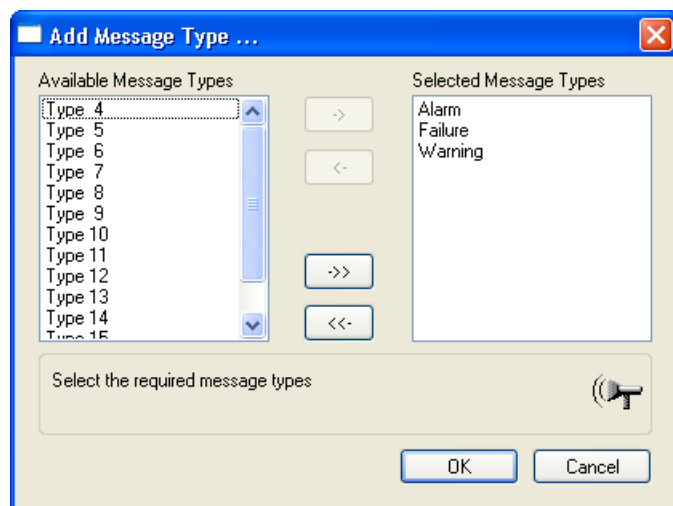 Add Message Type ...
Available Message Types
Selected Message Types
Type 4
Type 5
Type 6
Type 7
Type 8
Type 9
Type 10
Type 11
Type 12
Type 13
Type 14
Type 15
->
<-
->>
<<-
Alarm
Failure
Warning
Select the required message types
OK
Cancel